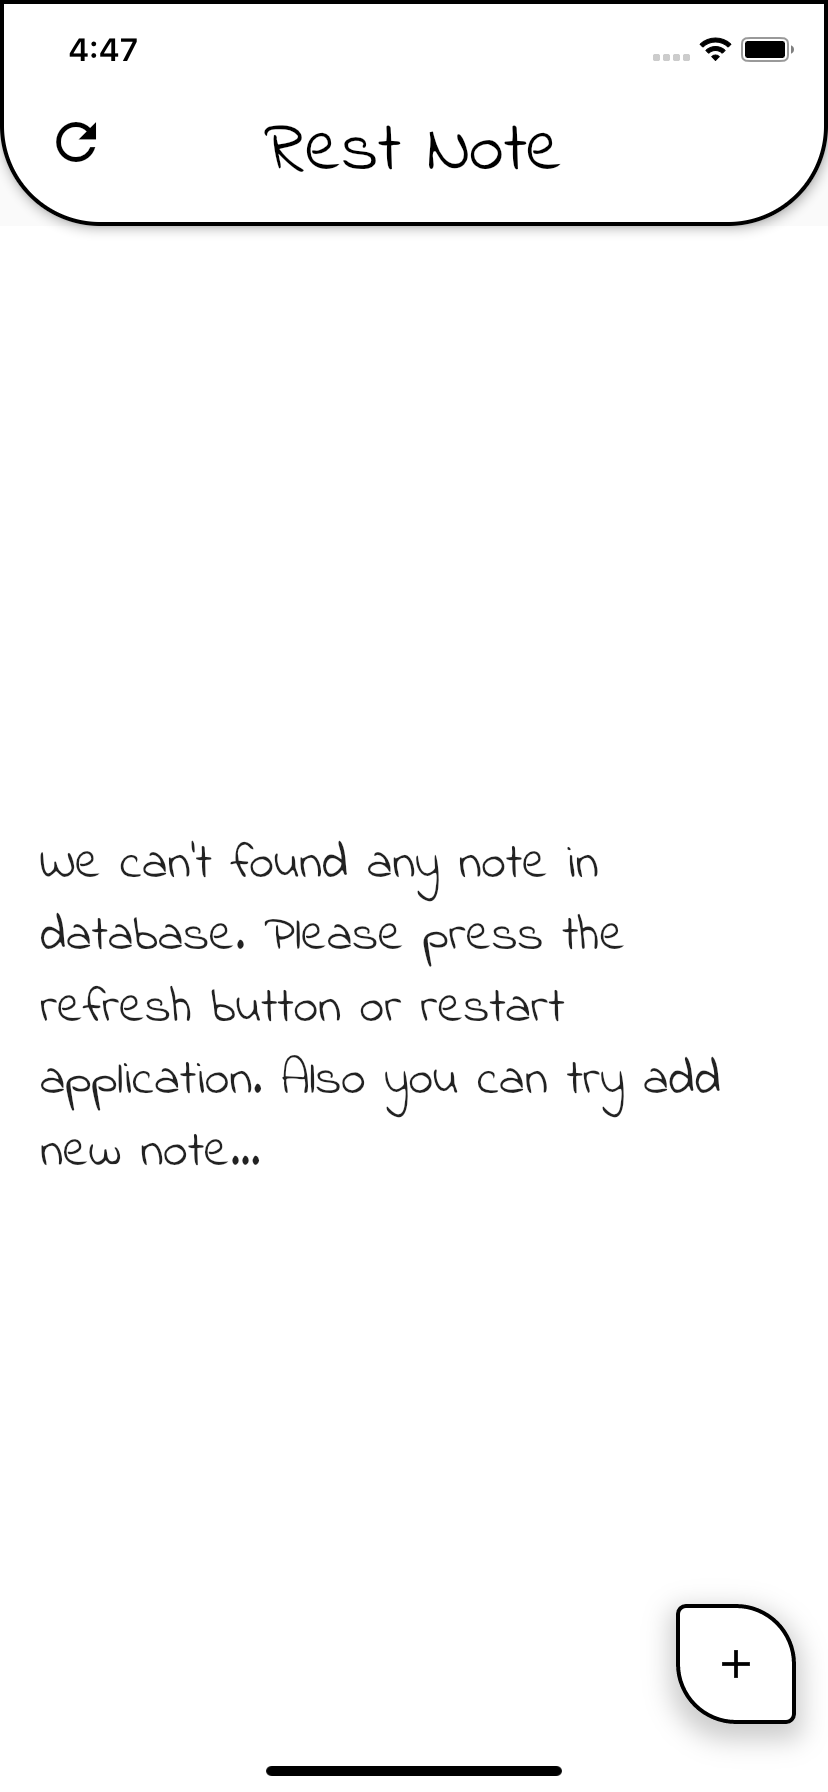 4:47
Rest Note
We can't found any note in
database. Please press the
refresh button or restart
application. Also you can try add
new note...